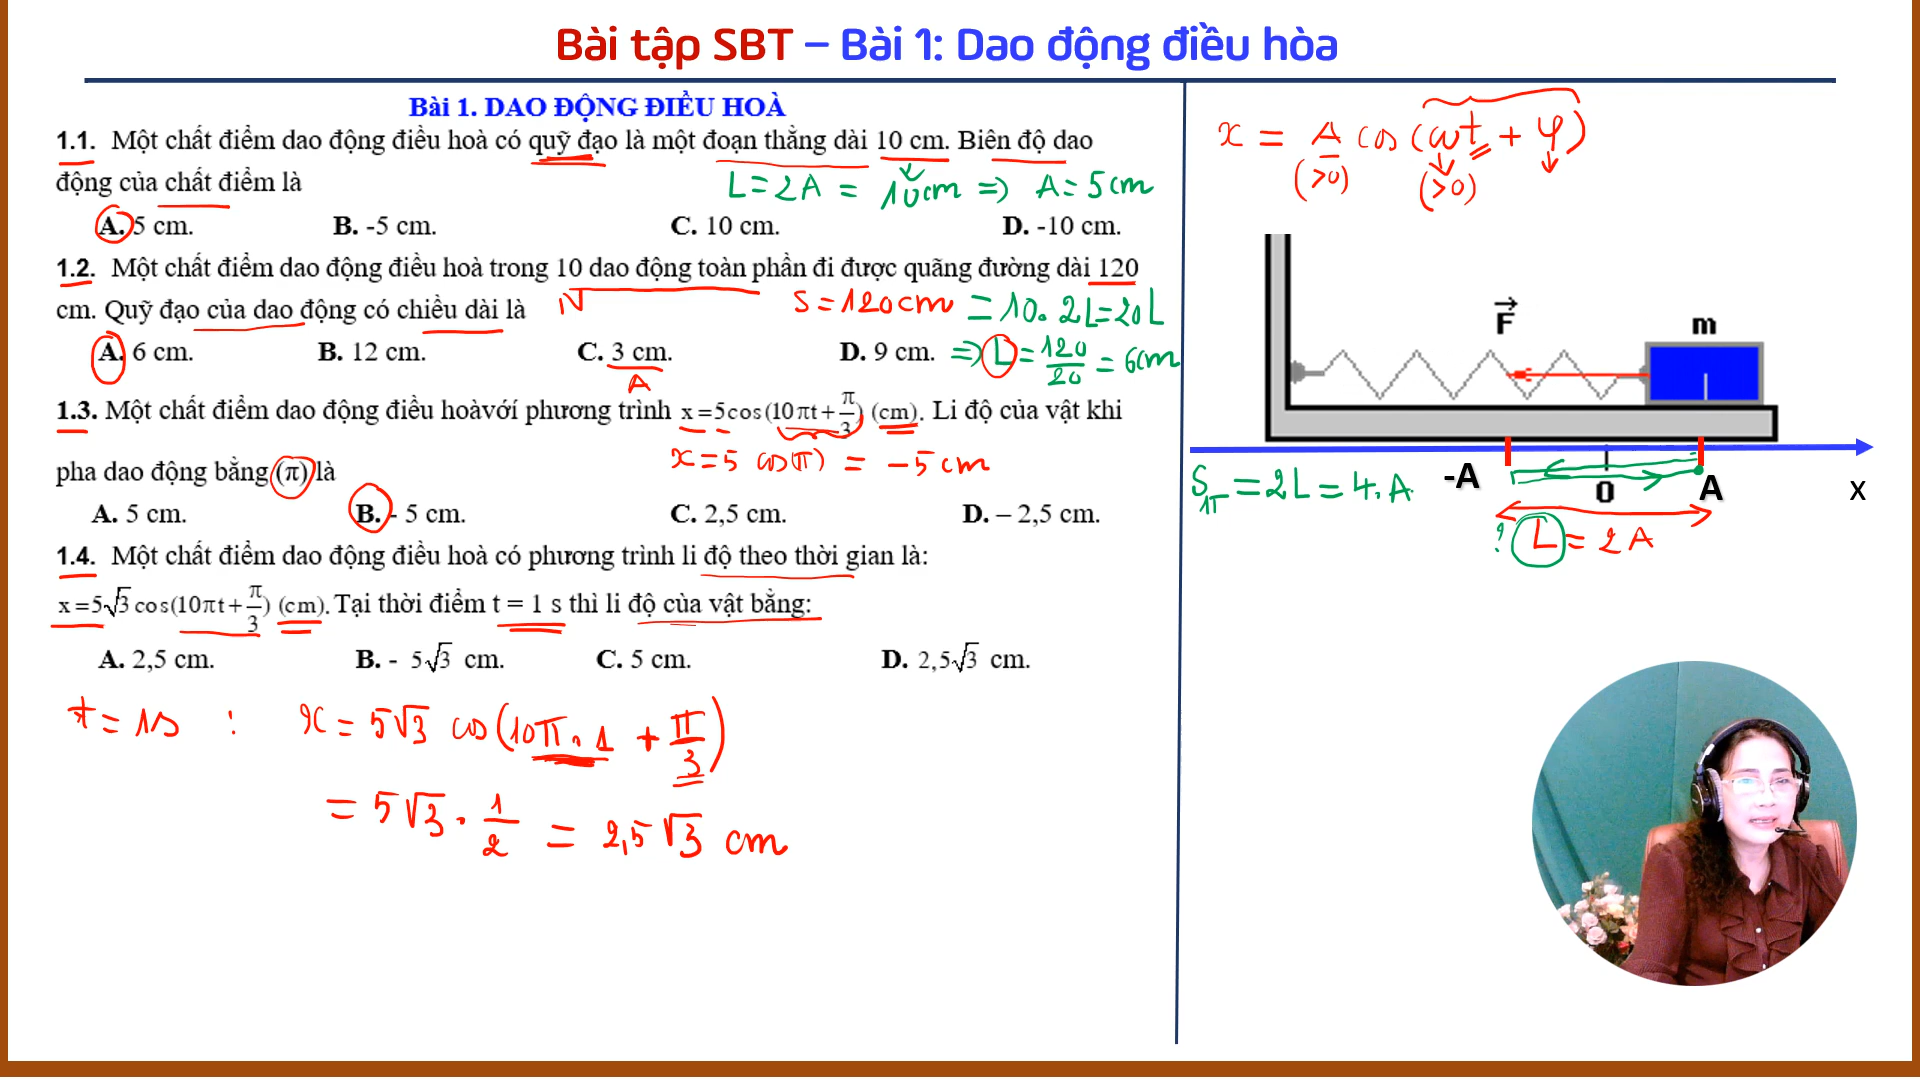 Bài tập SBT – Bài 1: Dao động điều hòa
Bài 1. DAO ĐỘNG ĐIỀU HOÀ
1.1. Một chất điểm dao động điều hoà có quỹ đạo là một đoạn thẳng dài 10 cm. Biên độ dao
động của chất điểm là
L = 2A = 10cm => A = 5cm
A. 5 cm. B. -5 cm. C. 10 cm. D. -10 cm.
1.2. Một chất điểm dao động điều hoà trong 10 dao động toàn phần đi được quãng đường dài 120
cm. Quỹ đạo của dao động có chiều dài là
N
S = 120cm = 10. 2L = 20L
A. 6 cm. B. 12 cm. C. 3 cm. D. 9 cm.
=> L = 120/20 = 6cm
A
1.3. Một chất điểm dao động điều hoàvới phương trình x = 5cos(10πt + π/3) (cm). Li độ của vật khi
pha dao động bằng (π) là
x = 5 cos(π) = -5cm
A. 5 cm. B. - 5 cm. C. 2,5 cm. D. – 2,5 cm.
1.4. Một chất điểm dao động điều hoà có phương trình li độ theo thời gian là:
x = 5√3 cos(10πt + π/3) (cm). Tại thời điểm t = 1 s thì li độ của vật bằng:
A. 2,5 cm. B. - 5√3 cm. C. 5 cm. D. 2,5√3 cm.
t = 1s : x = 5√3 cos(10π.1 + π/3)
= 5√3 . 1/2 = 2,5√3 cm
x = A cos(ωt + φ)
(>0) (>0)
F m
-A O A x
S1T = 2L = 4.A
? L = 2A